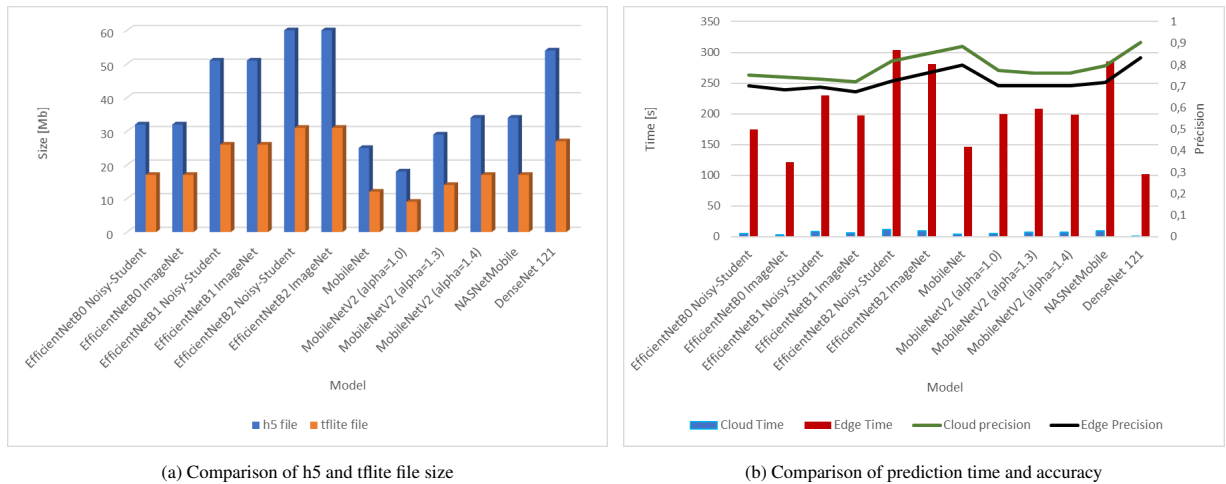 60
50
40
30
20
10
0
Size [Mb]
EfficientNetB0 Noisy-Student
EfficientNetB0 ImageNet
EfficientNetB1 Noisy-Student
EfficientNetB1 ImageNet
EfficientNetB2 Noisy-Student
EfficientNetB2 ImageNet
MobileNet
MobileNetV2 (alpha=1.0)
MobileNetV2 (alpha=1.3)
MobileNetV2 (alpha=1.4)
NASNetMobile
DenseNet 121
Model
h5 file
tflite file
(a) Comparison of h5 and tflite file size
350
300
250
200
150
100
50
0
Time [s]
1
0,9
0,8
0,7
0,6
0,5
0,4
0,3
0,2
0,1
0
Précision
EfficientNetB0 Noisy-Student
EfficientNetB0 ImageNet
EfficientNetB1 Noisy-Student
EfficientNetB1 ImageNet
EfficientNetB2 Noisy-Student
EfficientNetB2 ImageNet
MobileNet
MobileNetV2 (alpha=1.0)
MobileNetV2 (alpha=1.3)
MobileNetV2 (alpha=1.4)
NASNetMobile
DenseNet 121
Model
Cloud Time
Edge Time
Cloud precision
Edge Precision
(b) Comparison of prediction time and accuracy